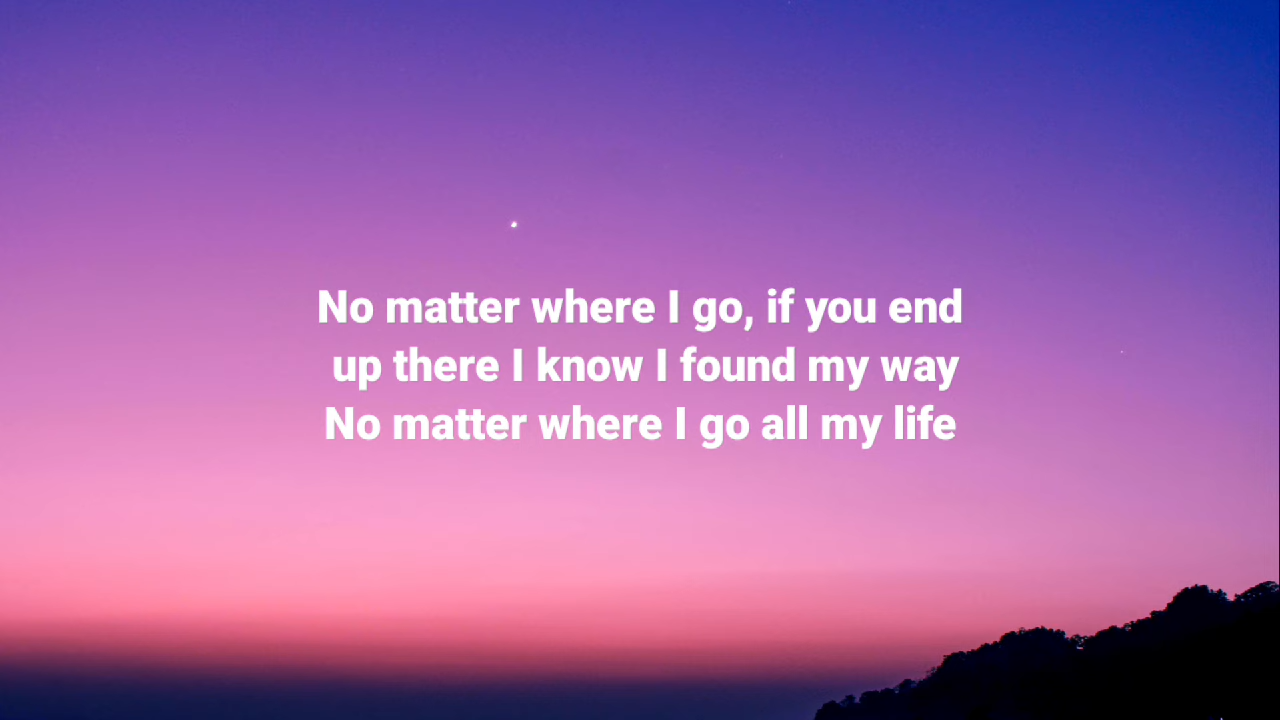 No matter where I go, if you end
up there I know I found my way
No matter where I go all my life